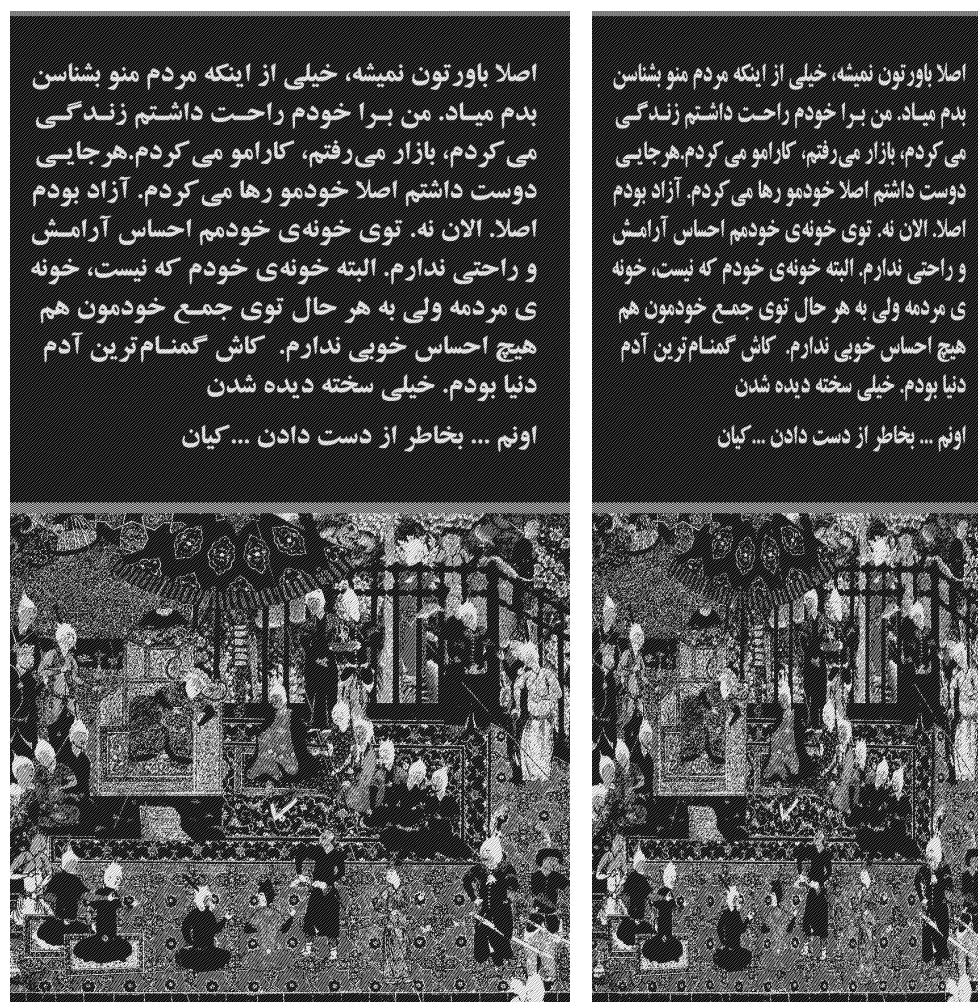 اصلا باورتون نمیشه، خیلی از اینکه مردم منو بشناسن
بدم میاد. من برا خودم راحت داشتم زندگی
می کردم، بازار می‌رفتم، کارامو می کردم.هرجایی
دوست داشتم اصلا خودمو رها می کردم. آزاد بودم
اصلا. الان نه. توی خونه‌ی خودمم احساس آرامش
و راحتی ندارم. البته خونه‌ی خودم که نیست، خونه
ی مردمه ولی به هر حال توی جمع خودمون هم
هیچ احساس خوبی ندارم. کاش گمنام‌ترین آدم
دنیا بودم. خیلی سخته دیده شدن
اونم ... بخاطر از دست دادن ...کیان
اصلا باورتون نمیشه، خیلی از اینکه مردم منو بشناسن
بدم میاد. من برا خودم راحت داشتم زندگی
می کردم، بازار می‌رفتم، کارامو می کردم.هرجایی
دوست داشتم اصلا خودمو رها می کردم. آزاد بودم
اصلا. الان نه. توی خونه‌ی خودمم احساس آرامش
و راحتی ندارم. البته خونه‌ی خودم که نیست، خونه
ی مردمه ولی به هر حال توی جمع خودمون هم
هیچ احساس خوبی ندارم. کاش گمنام‌ترین آدم
دنیا بودم. خیلی سخته دیده شدن
اونم ... بخاطر از دست دادن ...کیان